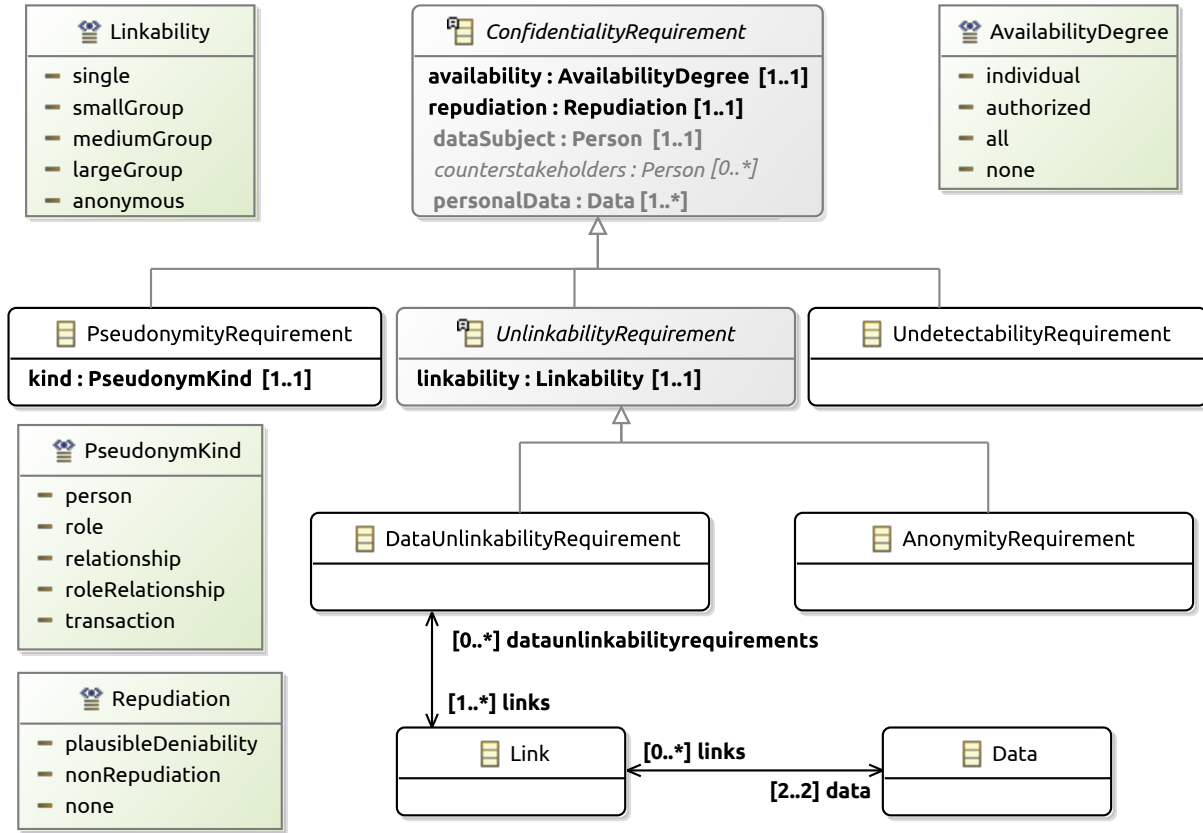 Linkability
single
smallGroup
mediumGroup
largeGroup
anonymous
ConfidentialityRequirement
availability : AvailabilityDegree [1..1]
repudiation : Repudiation [1..1]
dataSubject : Person [1..1]
counterstakeholders : Person [0..*]
personalData : Data [1..*]
AvailabilityDegree
individual
authorized
all
none
PseudonymityRequirement
kind : PseudonymKind [1..1]
UnlinkabilityRequirement
linkability : Linkability [1..1]
UndetectabilityRequirement
PseudonymKind
person
role
relationship
roleRelationship
transaction
DataUnlinkabilityRequirement
AnonymityRequirement
[0..*] dataunlinkabilityrequirements
[1..*] links
Repudiation
plausibleDeniability
nonRepudiation
none
Link
[0..*] links
[2..2] data
Data